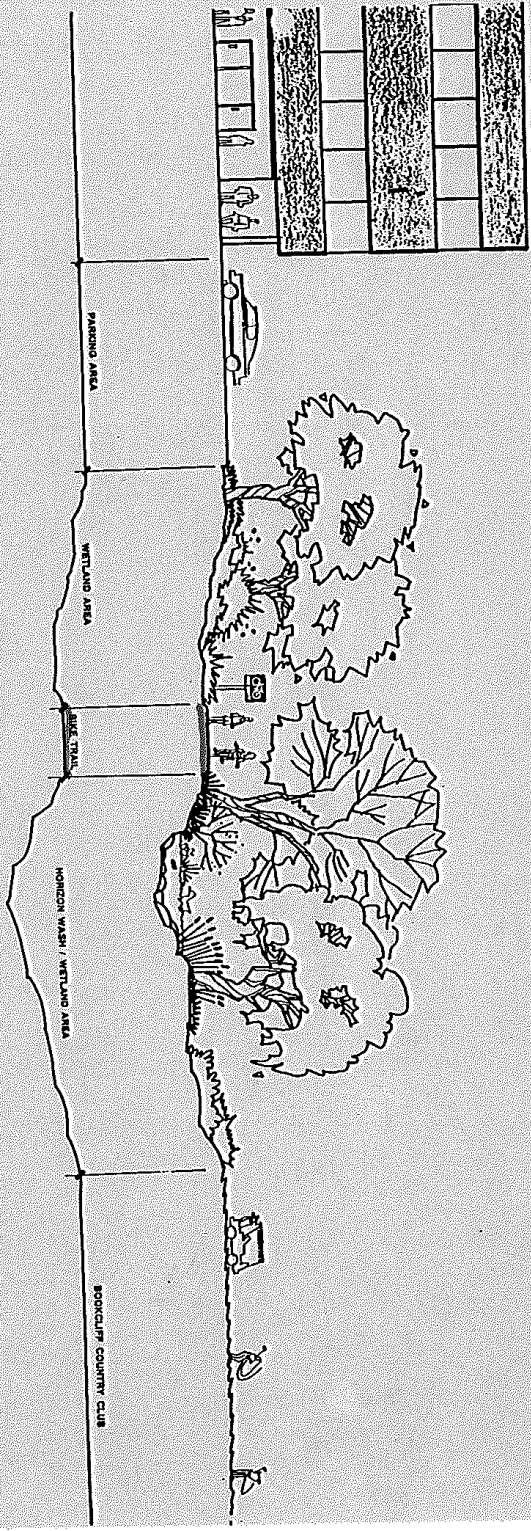 PARKING AREA
WETLAND AREA
BIKE TRAIL
HORIZON WASH / WETLAND AREA
BOOKCLIFF COUNTRY CLUB